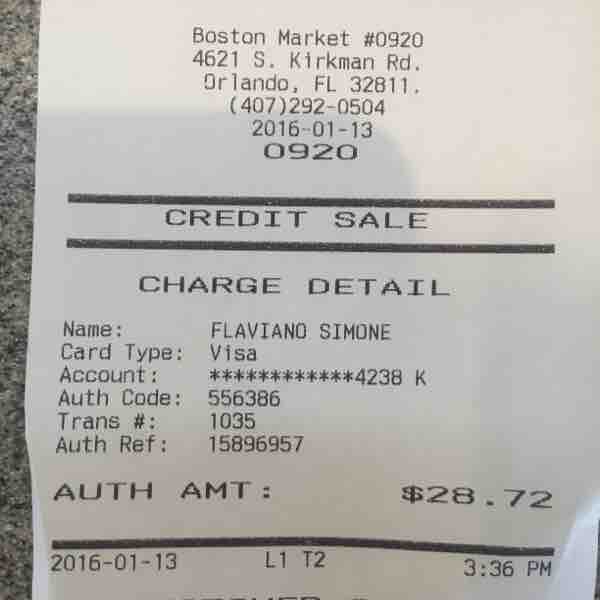 Boston Market #0920
4621 S. Kirkman Rd.
Orlando, FL 32811.
(407)292-0504
2016-01-13
0920
CREDIT SALE
CHARGE DETAIL
Name: FLAVIANO SIMONE
Card Type: Visa
Account: ************4238 K
Auth Code: 556386
Trans #: 1035
Auth Ref: 15896957
AUTH AMT: $28.72
2016-01-13 L1 T2 3:36 PM